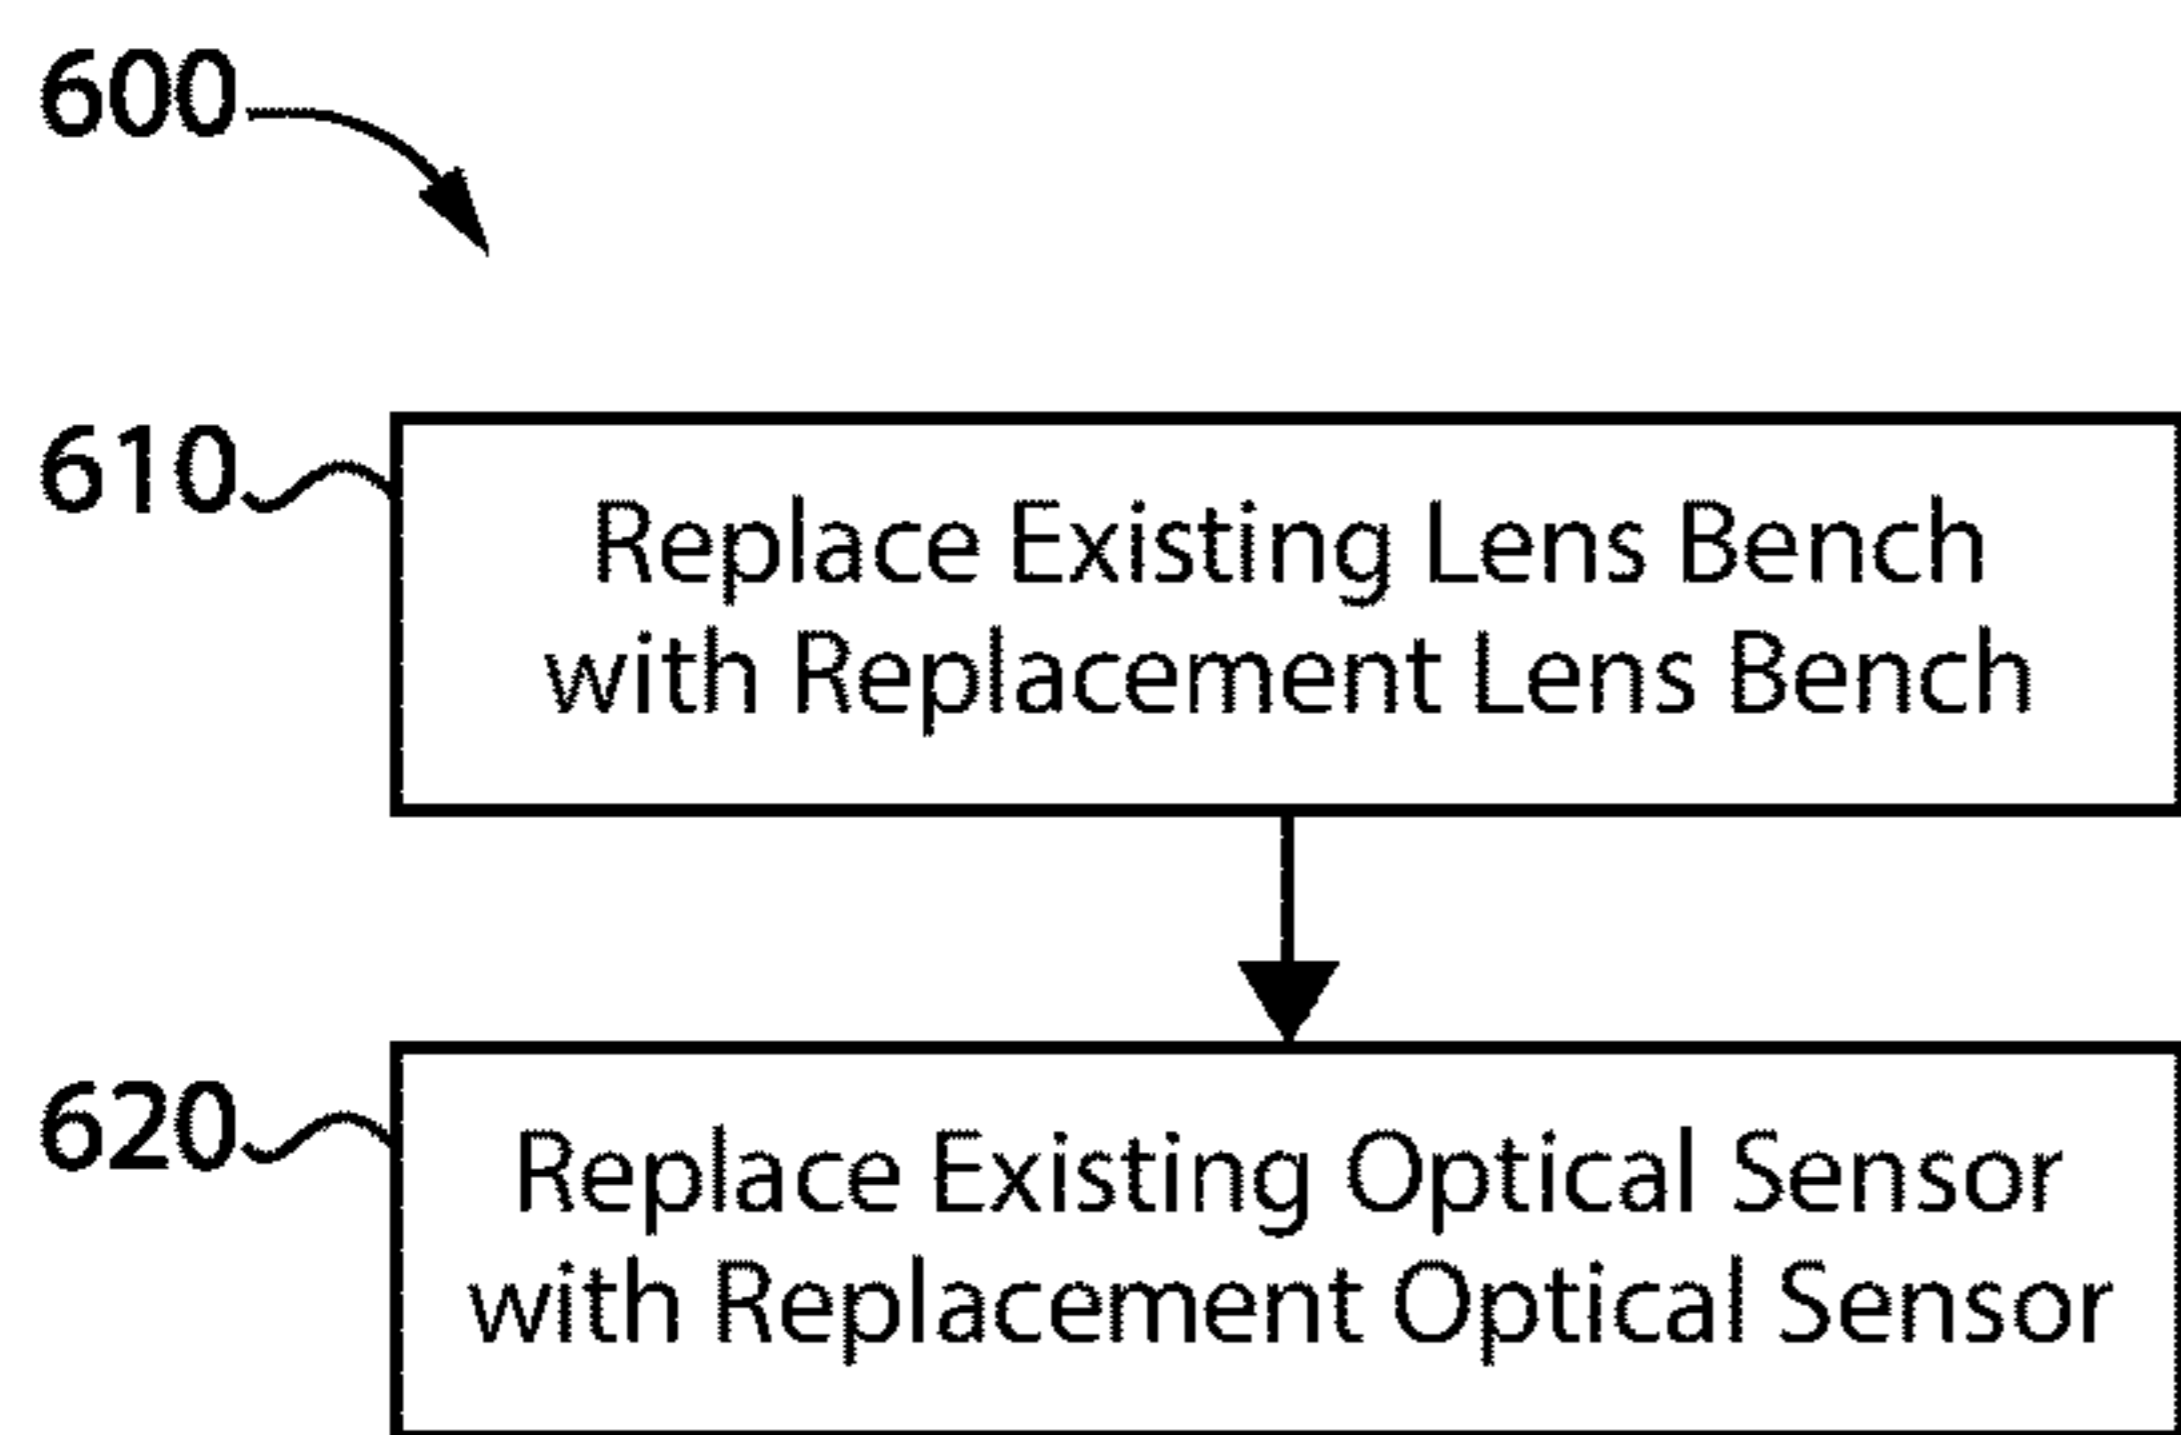 600
610
Replace Existing Lens Bench
with Replacement Lens Bench
620
Replace Existing Optical Sensor
with Replacement Optical Sensor